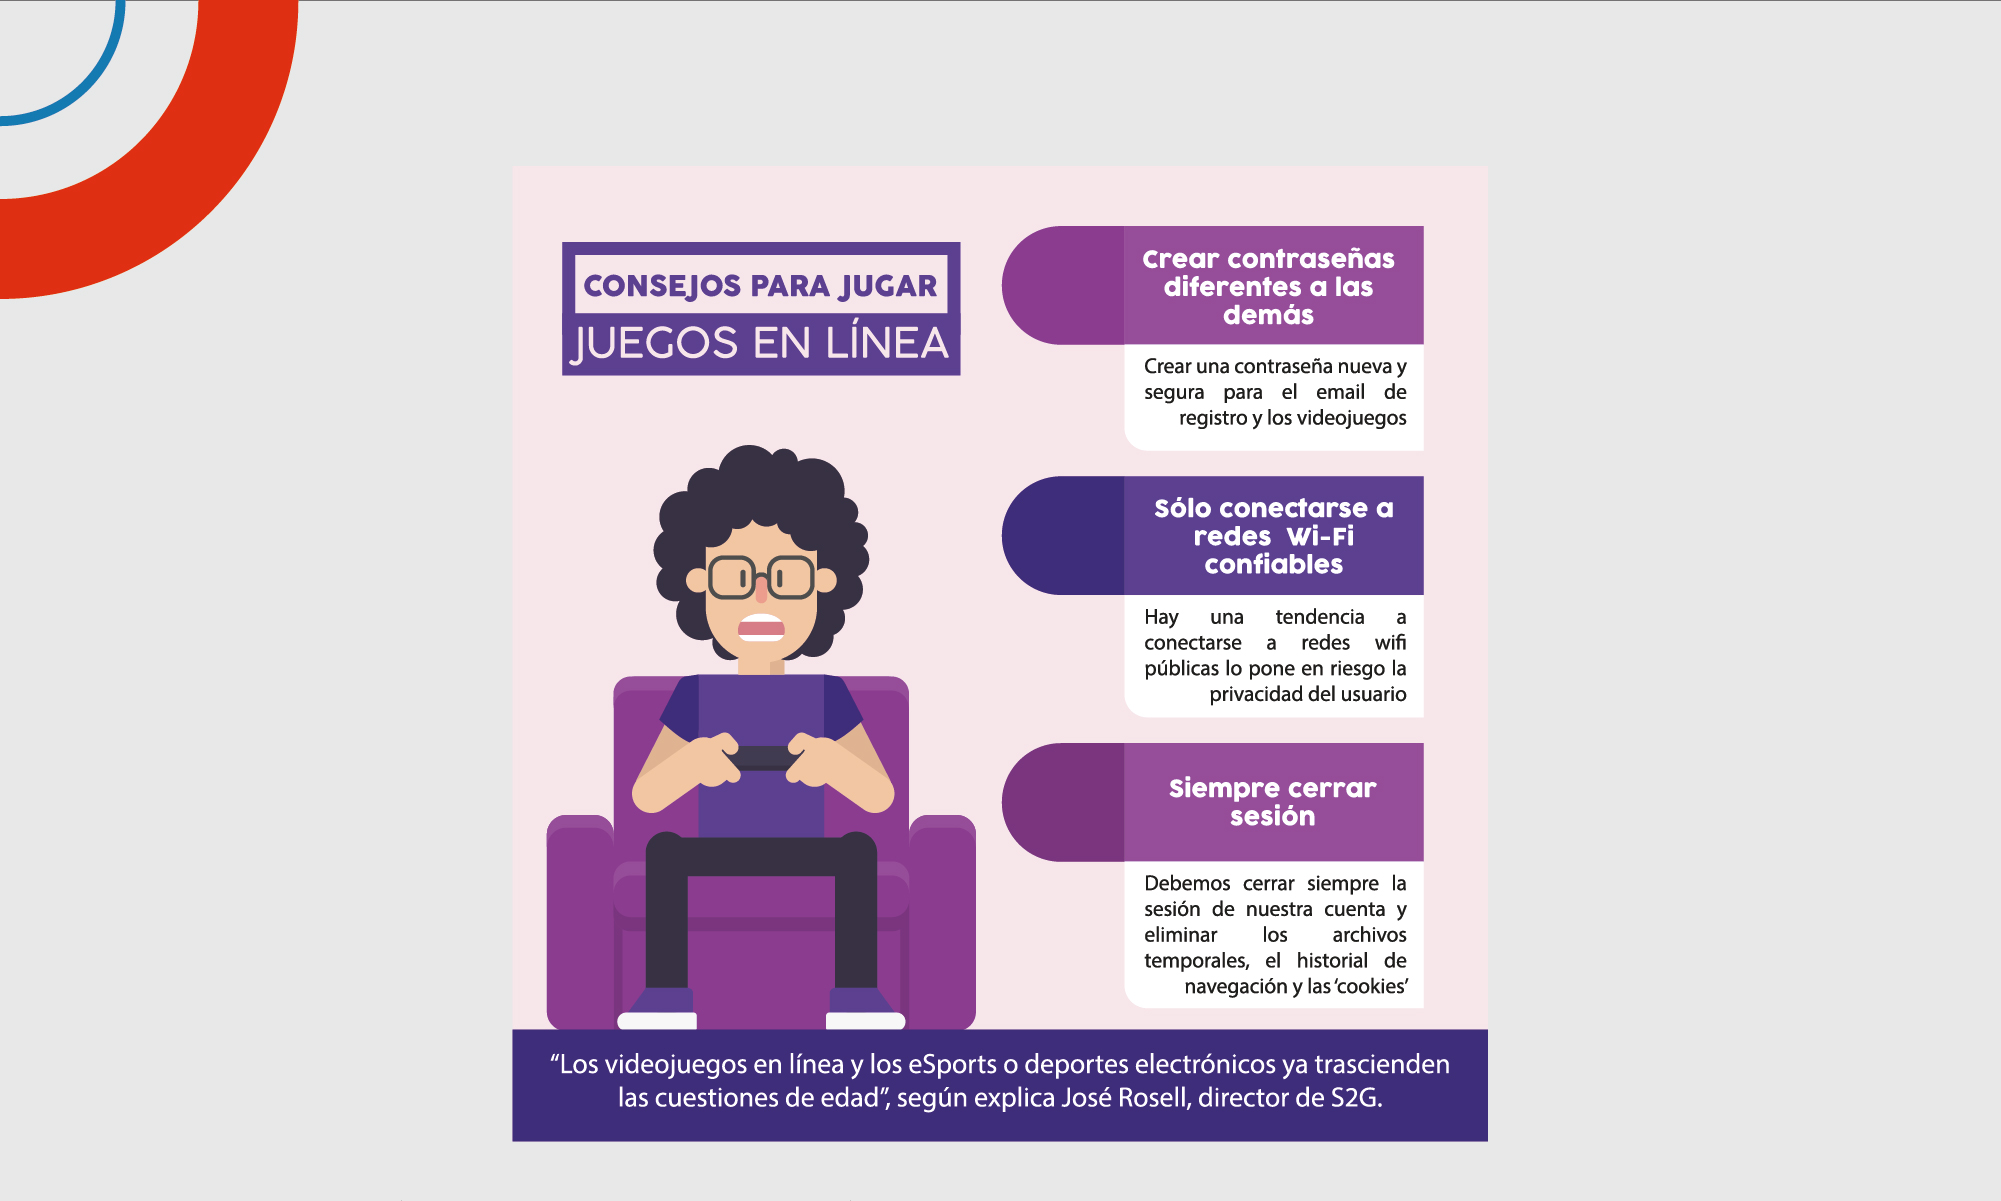 CONSEJOS PARA JUGAR
JUEGOS EN LÍNEA
Crear contraseñas
diferentes a las
demás
Crear una contraseña nueva y
segura para el email de
registro y los videojuegos
Sólo conectarse a
redes Wi-Fi
confiables
Hay una tendencia a
conectarse a redes wifi
públicas lo pone en riesgo la
privacidad del usuario
Siempre cerrar
sesión
Debemos cerrar siempre la
sesión de nuestra cuenta y
eliminar los archivos
temporales, el historial de
navegación y las ‘cookies’
“Los videojuegos en línea y los eSports o deportes electrónicos ya trascienden
las cuestiones de edad”, según explica José Rosell, director de S2G.